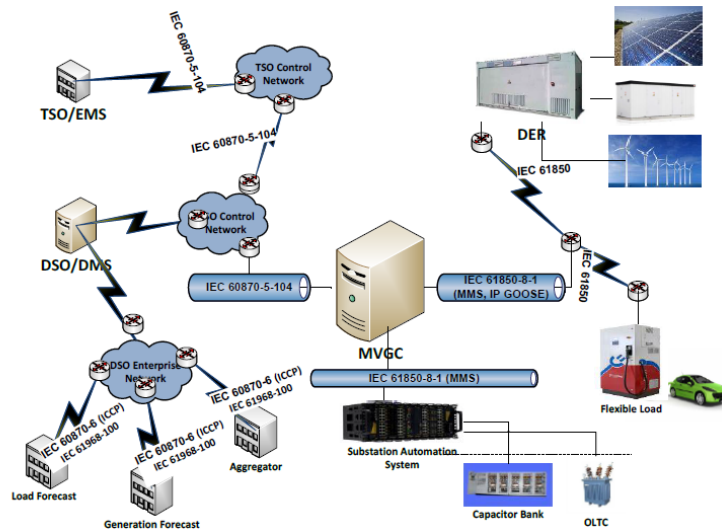 IEC 60870-5-104
TSO Control
Network
TSO/EMS
IEC 60870-5-104
DER
IEC 61850
O Control
Network
DSO/DMS
IEC 60870-5-104
IEC 61850-8-1
(MMS, IP GOOSE)
IEC 61850
MVGC
DSO Enterprise
Network
IEC 61850-8-1 (MMS)
Flexible Load
IEC 60870-6 (ICCP)
IEC 61968-100
IEC 60870-6 (ICCP)
IEC 61968-100
IEC 60870-6 (ICCP)
IEC 61968-100
Aggregator
Substation Automation
System
Load Forecast
Generation Forecast
Capacitor Bank
OLTC